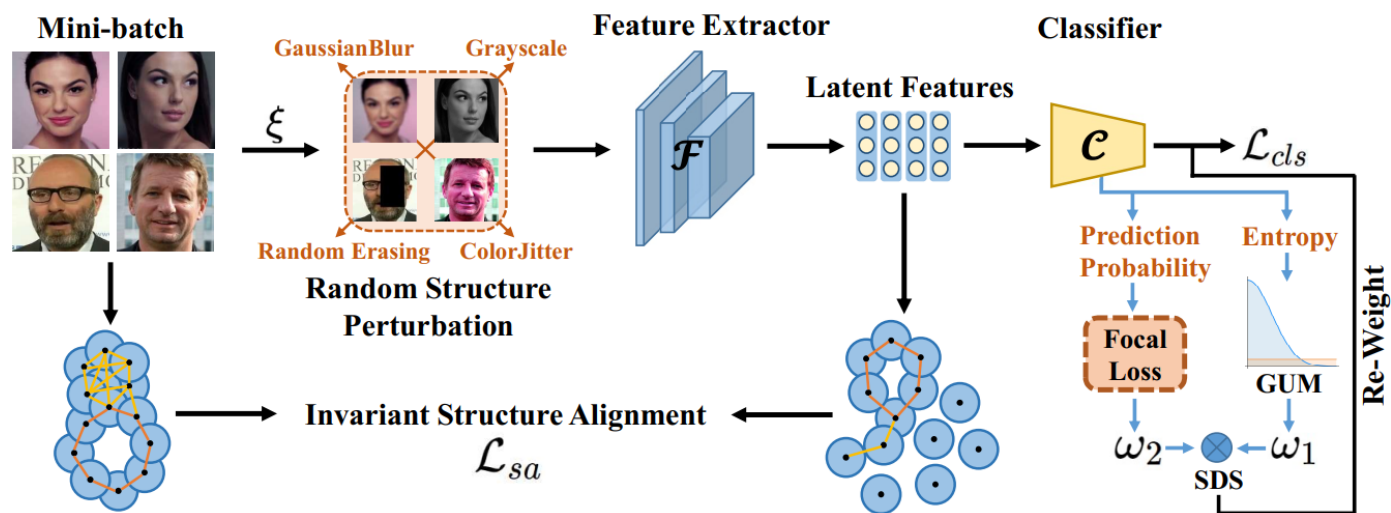 Mini-batch
GaussianBlur
Grayscale
ξ
Random Erasing
ColorJitter
Random Structure
Perturbation
Feature Extractor
𝓕
Latent Features
Classifier
𝓒
𝓛cls
Prediction
Probability
Entropy
Focal
Loss
GUM
ω2
ω1
SDS
Re-Weight
Invariant Structure Alignment
𝓛sa